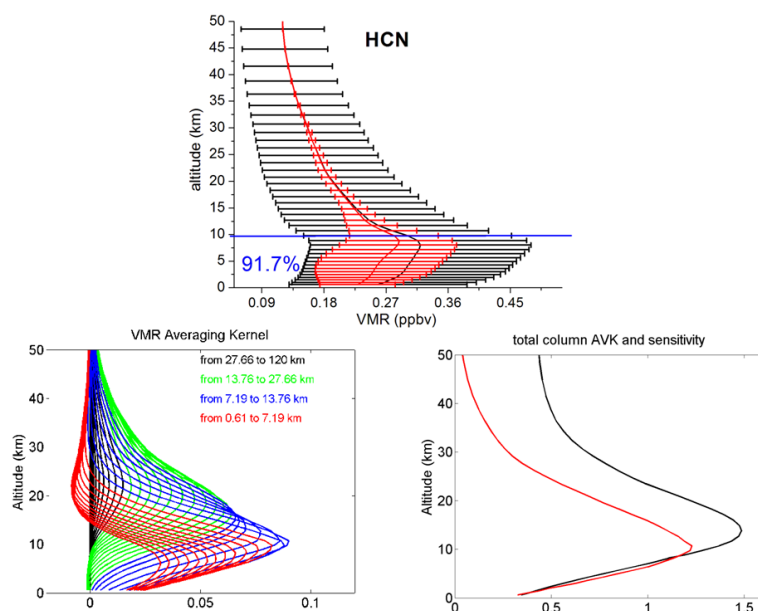 HCN
50
45
40
35
30
25
20
15
10
5
0
altitude (km)
91.7%
0.09 0.18 0.27 0.36 0.45
VMR (ppbv)
VMR Averaging Kernel
50
40
30
20
10
0
Altitude (km)
from 27.66 to 120 km
from 13.76 to 27.66 km
from 7.19 to 13.76 km
from 0.61 to 7.19 km
0 0.05 0.1
total column AVK and sensitivity
50
40
30
20
10
0
Altitude (km)
0 0.5 1 1.5